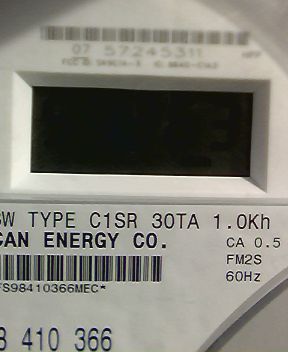 07 57245311
SW TYPE C1SR 30TA 1.0Kh
CAN ENERGY CO.
CA 0.5
FM2S
60Hz
FS98410366MEC*
8 410 366